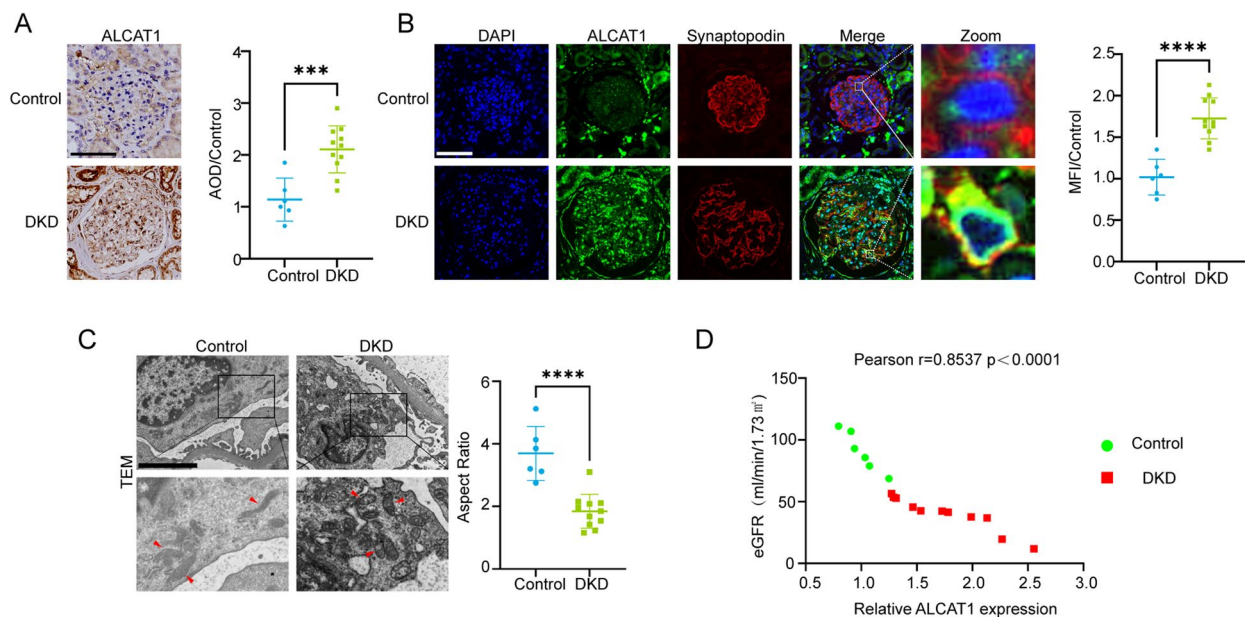 A
ALCAT1
Control
DKD
AOD/Control
4
3
2
1
0
***
Control DKD
B
DAPI ALCAT1 Synaptopodin Merge Zoom
Control
DKD
MFI/Control
2.5
2.0
1.5
1.0
0.5
0.0
****
Control DKD
C
Control DKD
TEM
Aspect Ratio
6
4
2
0
****
Control DKD
D
Pearson r=0.8537 p<0.0001
eGFR (ml/min/1.73㎡)
150
100
50
0
0.5 1.0 1.5 2.0 2.5 3.0
Relative ALCAT1 expression
Control
DKD